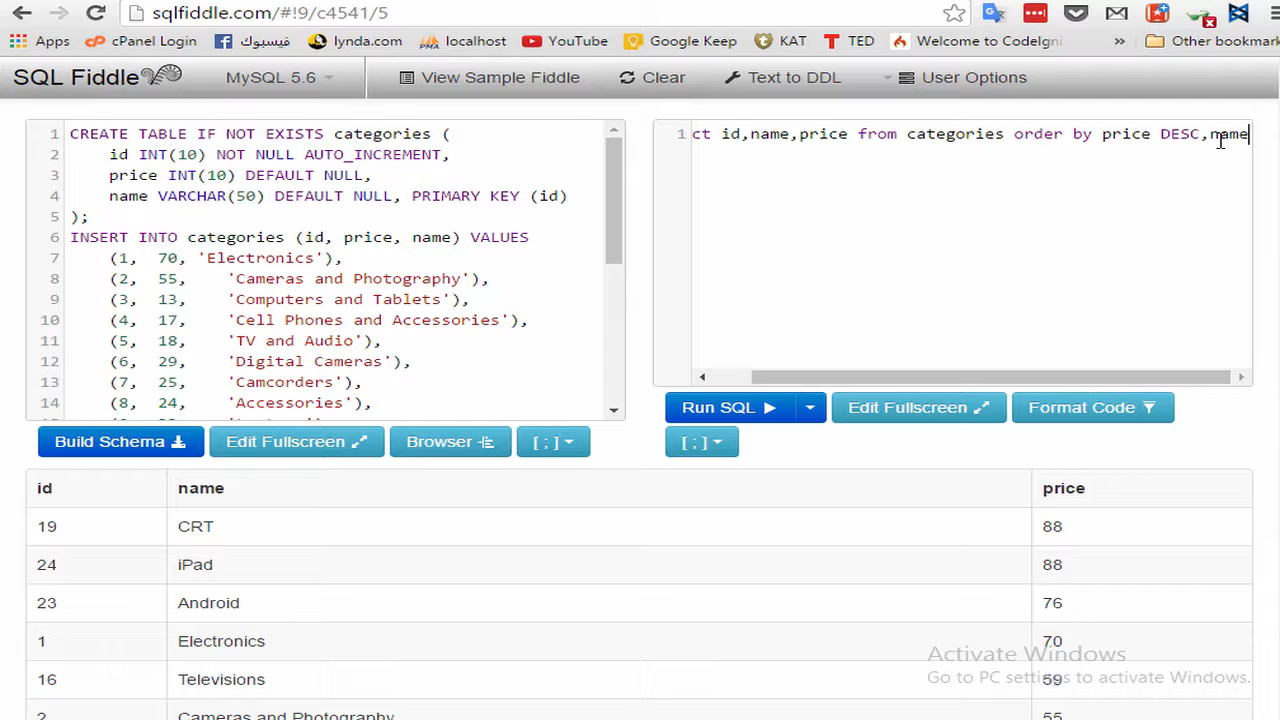 sqlfiddle.com/#!9/c4541/5
Apps cPanel Login فيسبوك lynda.com localhost YouTube Google Keep KAT TED Welcome to CodeIgni » Other bookmark
SQL Fiddle MySQL 5.6 View Sample Fiddle Clear Text to DDL User Options
1 CREATE TABLE IF NOT EXISTS categories (
2 id INT(10) NOT NULL AUTO_INCREMENT,
3 price INT(10) DEFAULT NULL,
4 name VARCHAR(50) DEFAULT NULL, PRIMARY KEY (id)
5 );
6 INSERT INTO categories (id, price, name) VALUES
7 (1, 70, 'Electronics'),
8 (2, 55, 'Cameras and Photography'),
9 (3, 13, 'Computers and Tablets'),
10 (4, 17, 'Cell Phones and Accessories'),
11 (5, 18, 'TV and Audio'),
12 (6, 29, 'Digital Cameras'),
13 (7, 25, 'Camcorders'),
14 (8, 24, 'Accessories'),
1 ct id,name,price from categories order by price DESC,name
Run SQL Edit Fullscreen Format Code
Build Schema Edit Fullscreen Browser [ ; ] [ ; ]
id name price
19 CRT 88
24 iPad 88
23 Android 76
1 Electronics 70
16 Televisions 59
2 Cameras and Photography 55
Activate Windows
Go to PC settings to activate Windows.